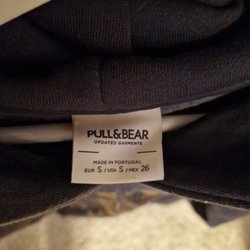 PULL&BEAR
UPDATED GARMENTS
MADE IN PORTUGAL
EUR S / USA S / MEX 26